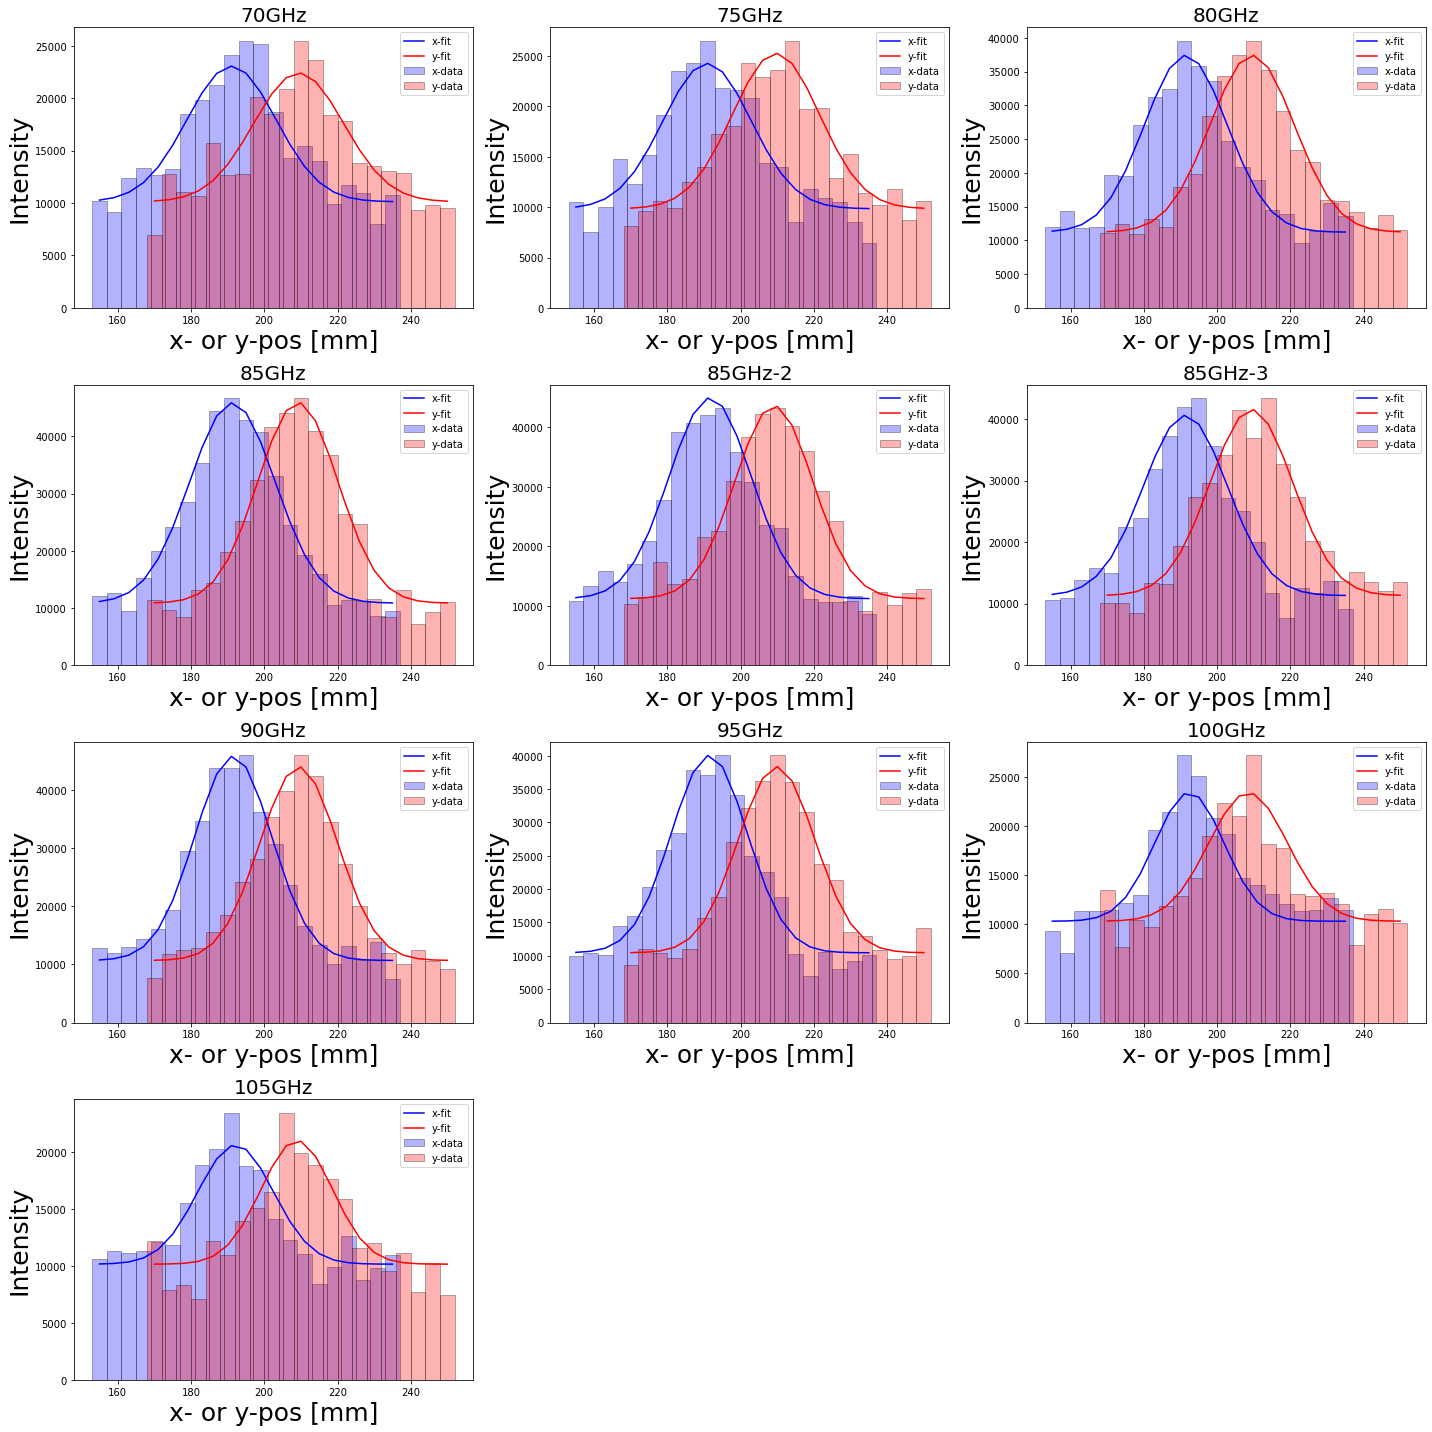 70GHz
25000
20000
15000
10000
5000
0
Intensity
x-fit
y-fit
x-data
y-data
160 180 200 220 240
x- or y-pos [mm]
75GHz
25000
20000
15000
10000
5000
0
Intensity
x-fit
y-fit
x-data
y-data
160 180 200 220 240
x- or y-pos [mm]
80GHz
40000
35000
30000
25000
20000
15000
10000
5000
0
Intensity
x-fit
y-fit
x-data
y-data
160 180 200 220 240
x- or y-pos [mm]
85GHz
40000
30000
20000
10000
0
Intensity
x-fit
y-fit
x-data
y-data
160 180 200 220 240
x- or y-pos [mm]
85GHz-2
40000
30000
20000
10000
0
Intensity
x-fit
y-fit
x-data
y-data
160 180 200 220 240
x- or y-pos [mm]
85GHz-3
40000
30000
20000
10000
0
Intensity
x-fit
y-fit
x-data
y-data
160 180 200 220 240
x- or y-pos [mm]
90GHz
40000
30000
20000
10000
0
Intensity
x-fit
y-fit
x-data
y-data
160 180 200 220 240
x- or y-pos [mm]
95GHz
40000
35000
30000
25000
20000
15000
10000
5000
0
Intensity
x-fit
y-fit
x-data
y-data
160 180 200 220 240
x- or y-pos [mm]
100GHz
25000
20000
15000
10000
5000
0
Intensity
x-fit
y-fit
x-data
y-data
160 180 200 220 240
x- or y-pos [mm]
105GHz
20000
15000
10000
5000
0
Intensity
x-fit
y-fit
x-data
y-data
160 180 200 220 240
x- or y-pos [mm]